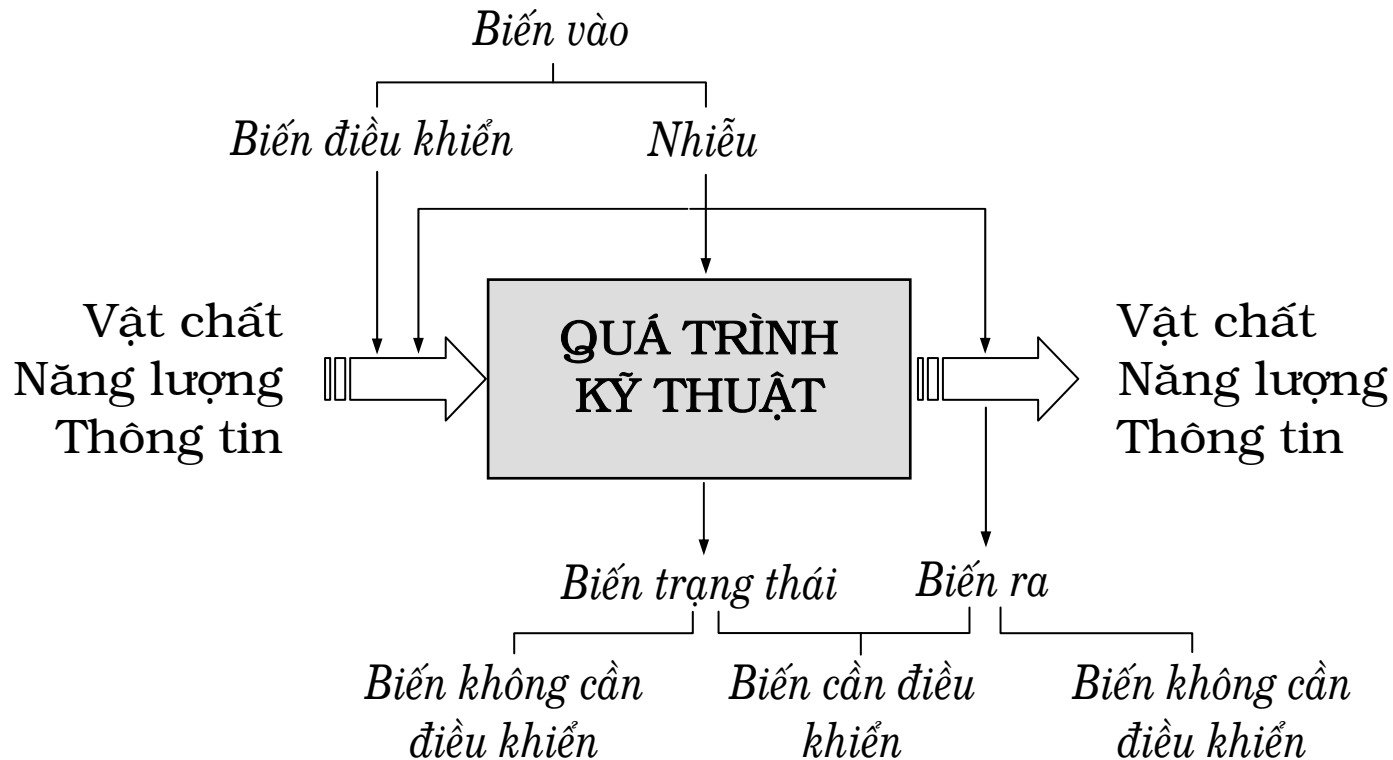 Biến vào
Biến điều khiển
Nhiễu
Vật chất
Năng lượng
Thông tin
QUÁ TRÌNH
KỸ THUẬT
Vật chất
Năng lượng
Thông tin
Biến trạng thái
Biến ra
Biến không cần
điều khiển
Biến cần điều
khiển
Biến không cần
điều khiển